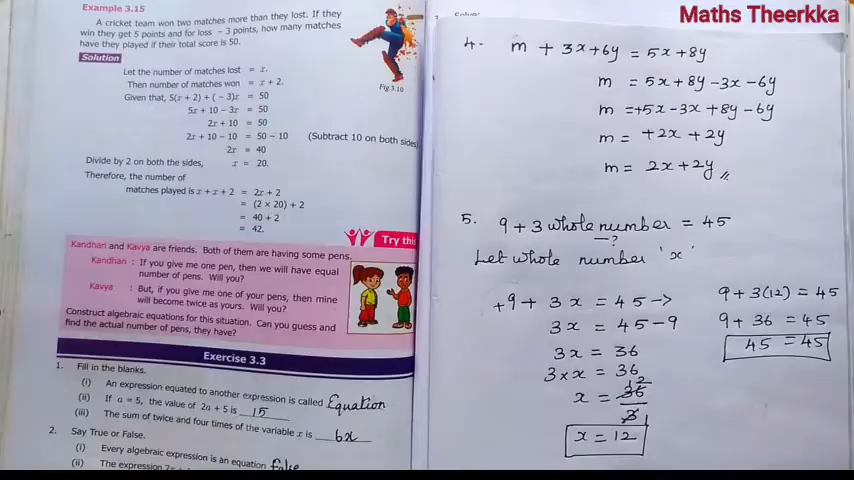 Maths Theerkka
Example 3.15
A cricket team won two matches more than they lost. If they
win they get 5 points and for loss − 3 points, how many matches
have they played if their total score is 50.
Solution
Let the number of matches lost = x.
Then number of matches won = x + 2.
Given that, 5(x + 2) + (− 3)x = 50
5x + 10 − 3x = 50
2x + 10 = 50
2x + 10 − 10 = 50 − 10 (Subtract 10 on both sides
2x = 40
Divide by 2 on both the sides, x = 20.
Therefore, the number of
matches played is x + x + 2 = 2x + 2
= (2 × 20) + 2
= 40 + 2
= 42.
Fig 3.10
Try this
Kandhan and Kavya are friends. Both of them are having some pens.
Kandhan : If you give me one pen, then we will have equal
number of pens. Will you?
Kavya : But, if you give me one of your pens, then mine
will become twice as yours. Will you?
Construct algebraic equations for this situation. Can you guess and
find the actual number of pens, they have?
Exercise 3.3
1. Fill in the blanks.
(i) An expression equated to another expression is called Equation
(ii) If a = 5, the value of 2a + 5 is 15
(iii) The sum of twice and four times of the variable x is 6x
2. Say True or False.
(i) Every algebraic expression is an equation false
(ii) The expression
4. m + 3x + 6y = 5x + 8y
m = 5x + 8y - 3x - 6y
m = +5x - 3x + 8y - 6y
m = +2x + 2y
m = 2x + 2y //
5. 9 + 3 whole number = 45
?
Let whole number 'x'
+9 + 3x = 45 →
3x = 45 - 9
3x = 36
3 × x = 36
12
x = 36
3 1
x = 12
9 + 3(12) = 45
9 + 36 = 45
45 = 45